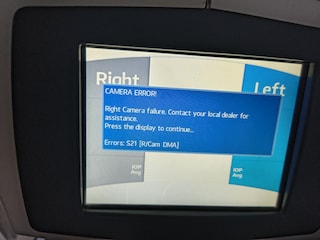 Right
Left
CAMERA ERROR!
Right Camera failure. Contact your local dealer for
assistance.
Press the display to continue...
Errors: S21 [R/Cam DMA]
IOP
Avg
IOP
Avg